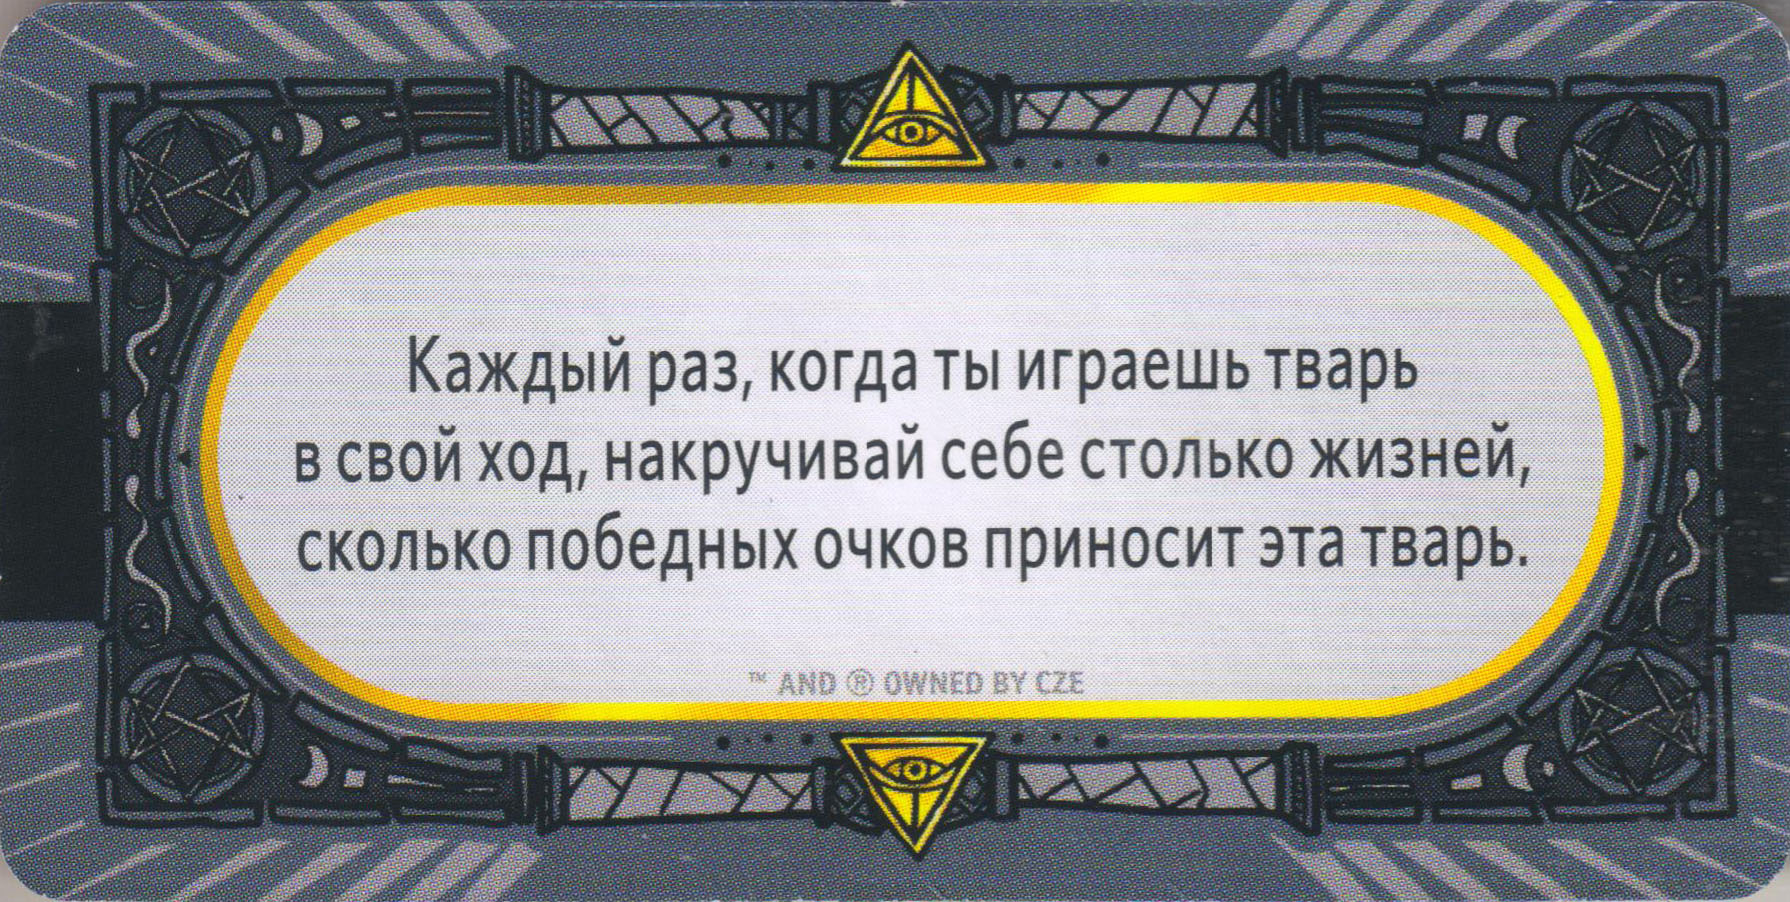 Каждый раз, когда ты играешь тварь
в свой ход, накручивай себе столько жизней,
сколько победных очков приносит эта тварь.
™ AND ® OWNED BY CZE